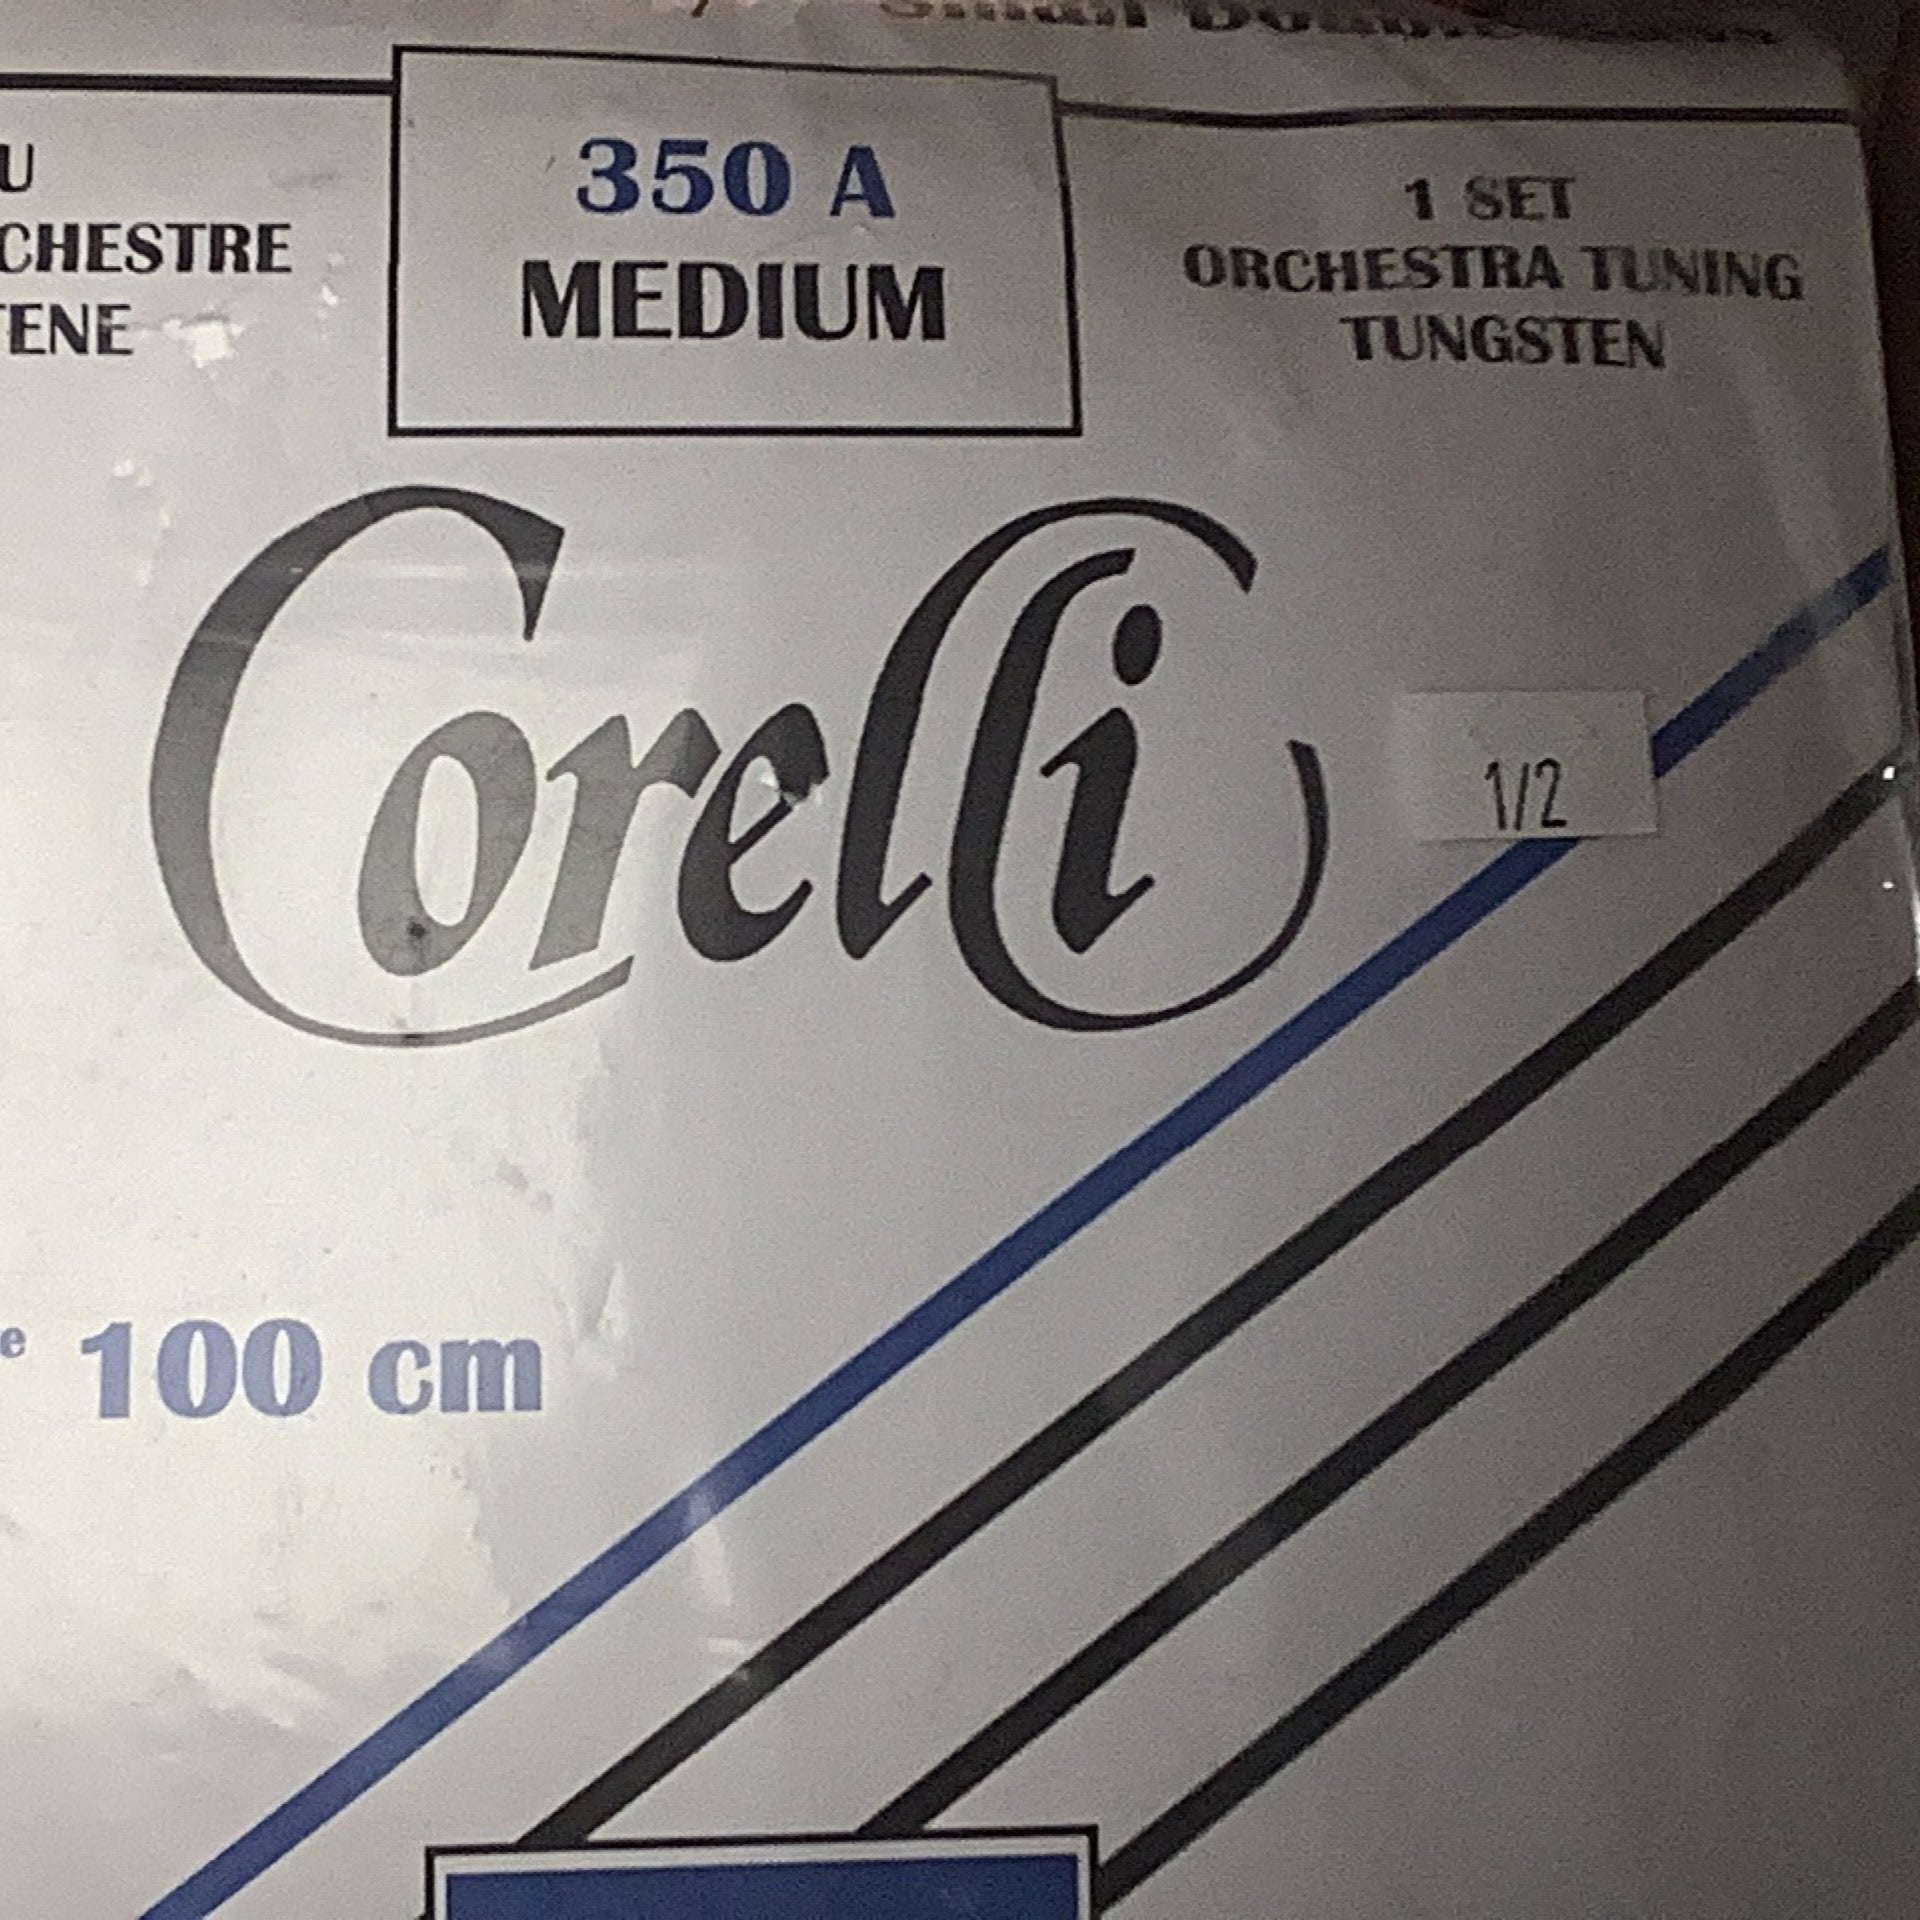 350 A
MEDIUM
U
CHESTRE
TENE
1 SET
ORCHESTRA TUNING
TUNGSTEN
Corelli
1/2
e 100 cm